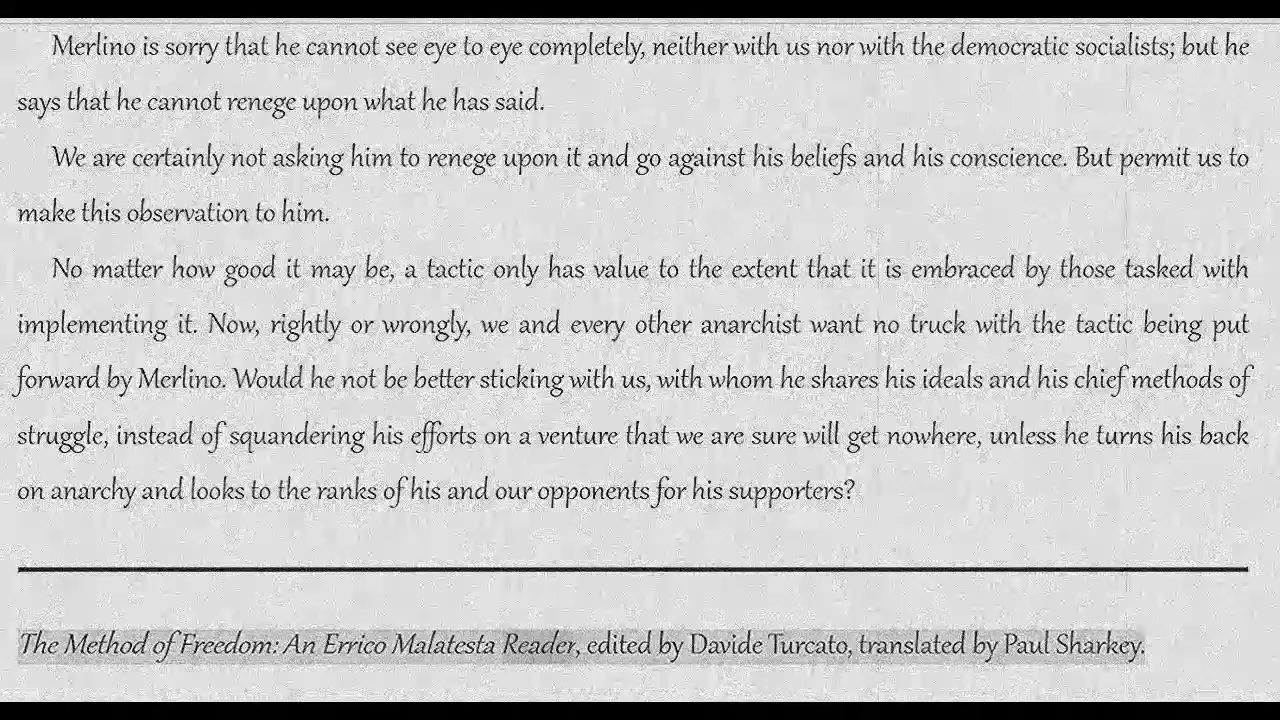 Merlino is sorry that he cannot see eye to eye completely, neither with us nor with the democratic socialists; but he
says that he cannot renege upon what he has said.
We are certainly not asking him to renege upon it and go against his beliefs and his conscience. But permit us to
make this observation to him.
No matter how good it may be, a tactic only has value to the extent that it is embraced by those tasked with
implementing it. Now, rightly or wrongly, we and every other anarchist want no truck with the tactic being put
forward by Merlino. Would he not be better sticking with us, with whom he shares his ideals and his chief methods of
struggle, instead of squandering his efforts on a venture that we are sure will get nowhere, unless he turns his back
on anarchy and looks to the ranks of his and our opponents for his supporters?
The Method of Freedom: An Errico Malatesta Reader, edited by Davide Turcato, translated by Paul Sharkey.